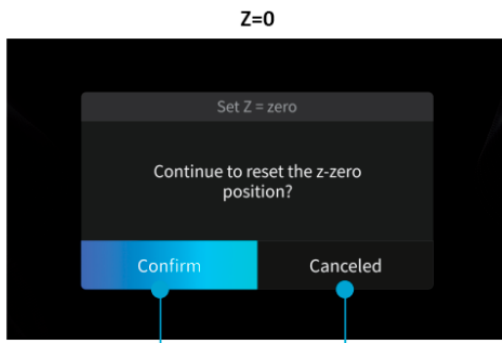 Z=0
Set Z = zero
Continue to reset the z-zero
position?
Confirm
Canceled